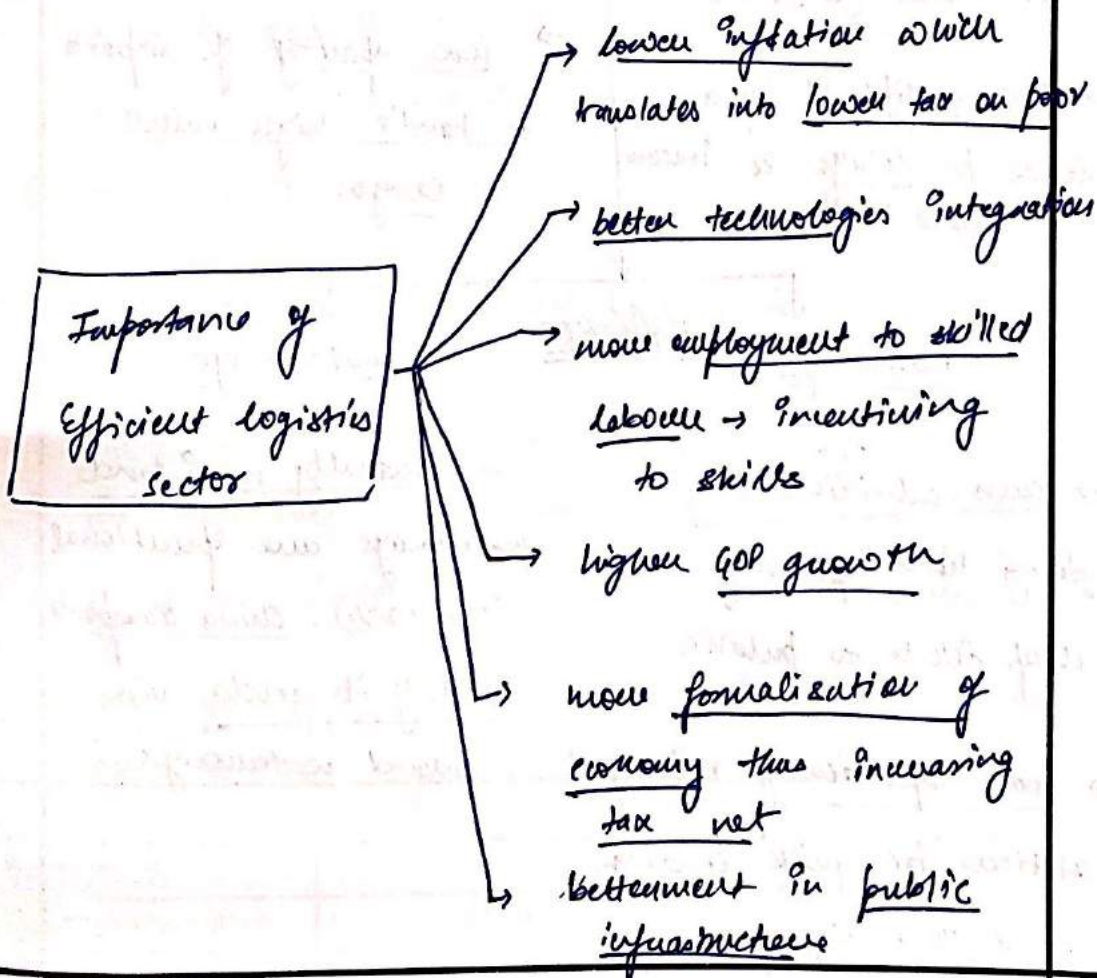 lower inflation which
translates into lower tax on poor
better technologies integration
Importance of
Efficient logistics
sector
more employment to skilled
labour → incentivising
to skills
higher GDP growth
more formalisation of
economy thus increasing
tax net
betterment in public
infrastructure